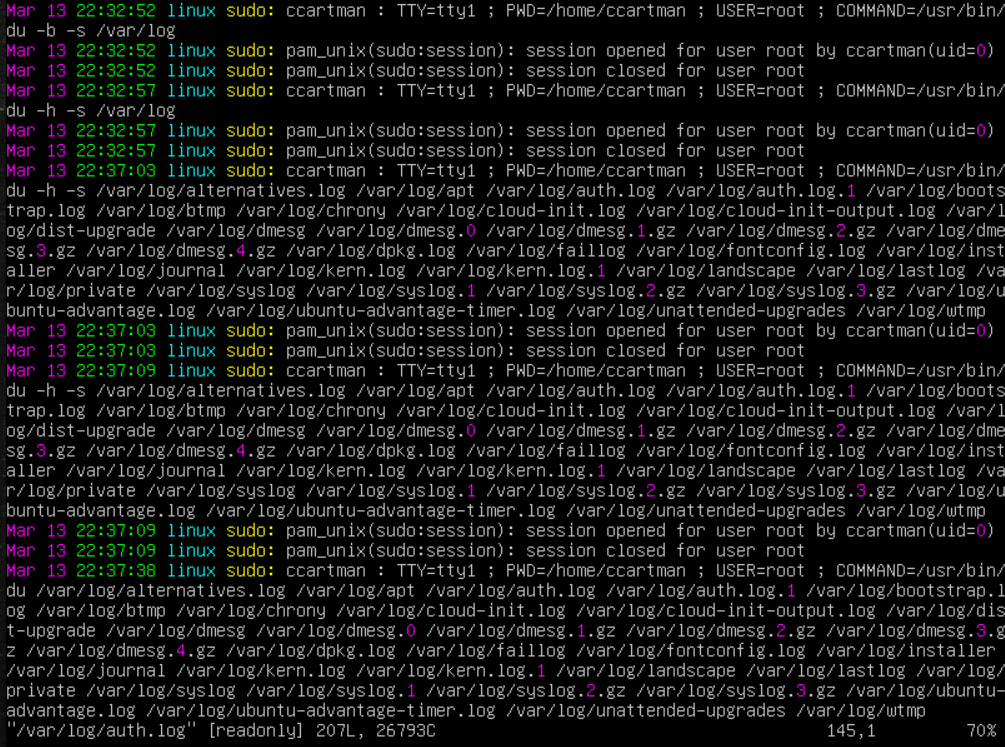 Mar 13 22:32:52 linux sudo: ccartman : TTY=tty1 ; PWD=/home/ccartman ; USER=root ; COMMAND=/usr/bin/
du -b -s /var/log
Mar 13 22:32:52 linux sudo: pam_unix(sudo:session): session opened for user root by ccartman(uid=0)
Mar 13 22:32:52 linux sudo: pam_unix(sudo:session): session closed for user root
Mar 13 22:32:57 linux sudo: ccartman : TTY=tty1 ; PWD=/home/ccartman ; USER=root ; COMMAND=/usr/bin/
du -h -s /var/log
Mar 13 22:32:57 linux sudo: pam_unix(sudo:session): session opened for user root by ccartman(uid=0)
Mar 13 22:32:57 linux sudo: pam_unix(sudo:session): session closed for user root
Mar 13 22:37:03 linux sudo: ccartman : TTY=tty1 ; PWD=/home/ccartman ; USER=root ; COMMAND=/usr/bin/
du -h -s /var/log/alternatives.log /var/log/apt /var/log/auth.log /var/log/auth.log.1 /var/log/boots
trap.log /var/log/btmp /var/log/chrony /var/log/cloud-init.log /var/log/cloud-init-output.log /var/l
og/dist-upgrade /var/log/dmesg /var/log/dmesg.0 /var/log/dmesg.1.gz /var/log/dmesg.2.gz /var/log/dme
sg.3.gz /var/log/dmesg.4.gz /var/log/dpkg.log /var/log/faillog /var/log/fontconfig.log /var/log/inst
aller /var/log/journal /var/log/kern.log /var/log/kern.log.1 /var/log/landscape /var/log/lastlog /va
r/log/private /var/log/syslog /var/log/syslog.1 /var/log/syslog.2.gz /var/log/syslog.3.gz /var/log/u
buntu-advantage.log /var/log/ubuntu-advantage-timer.log /var/log/unattended-upgrades /var/log/wtmp
Mar 13 22:37:03 linux sudo: pam_unix(sudo:session): session opened for user root by ccartman(uid=0)
Mar 13 22:37:03 linux sudo: pam_unix(sudo:session): session closed for user root
Mar 13 22:37:09 linux sudo: ccartman : TTY=tty1 ; PWD=/home/ccartman ; USER=root ; COMMAND=/usr/bin/
du -h -s /var/log/alternatives.log /var/log/apt /var/log/auth.log /var/log/auth.log.1 /var/log/boots
trap.log /var/log/btmp /var/log/chrony /var/log/cloud-init.log /var/log/cloud-init-output.log /var/l
og/dist-upgrade /var/log/dmesg /var/log/dmesg.0 /var/log/dmesg.1.gz /var/log/dmesg.2.gz /var/log/dme
sg.3.gz /var/log/dmesg.4.gz /var/log/dpkg.log /var/log/faillog /var/log/fontconfig.log /var/log/inst
aller /var/log/journal /var/log/kern.log /var/log/kern.log.1 /var/log/landscape /var/log/lastlog /va
r/log/private /var/log/syslog /var/log/syslog.1 /var/log/syslog.2.gz /var/log/syslog.3.gz /var/log/u
buntu-advantage.log /var/log/ubuntu-advantage-timer.log /var/log/unattended-upgrades /var/log/wtmp
Mar 13 22:37:09 linux sudo: pam_unix(sudo:session): session opened for user root by ccartman(uid=0)
Mar 13 22:37:09 linux sudo: pam_unix(sudo:session): session closed for user root
Mar 13 22:37:38 linux sudo: ccartman : TTY=tty1 ; PWD=/home/ccartman ; USER=root ; COMMAND=/usr/bin/
du /var/log/alternatives.log /var/log/apt /var/log/auth.log /var/log/auth.log.1 /var/log/bootstrap.l
og /var/log/btmp /var/log/chrony /var/log/cloud-init.log /var/log/cloud-init-output.log /var/log/dis
t-upgrade /var/log/dmesg /var/log/dmesg.0 /var/log/dmesg.1.gz /var/log/dmesg.2.gz /var/log/dmesg.3.g
z /var/log/dmesg.4.gz /var/log/dpkg.log /var/log/faillog /var/log/fontconfig.log /var/log/installer
/var/log/journal /var/log/kern.log /var/log/kern.log.1 /var/log/landscape /var/log/lastlog /var/log/
private /var/log/syslog /var/log/syslog.1 /var/log/syslog.2.gz /var/log/syslog.3.gz /var/log/ubuntu-
advantage.log /var/log/ubuntu-advantage-timer.log /var/log/unattended-upgrades /var/log/wtmp
"/var/log/auth.log" [readonly] 207L, 26793C 145,1 70%